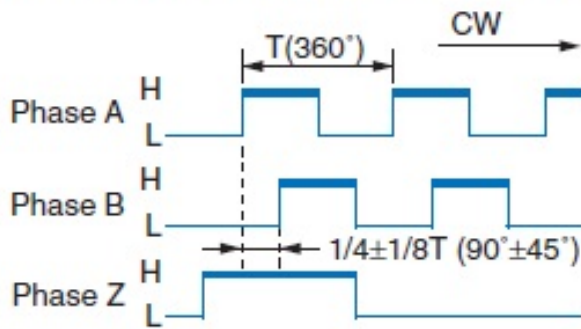 T(360°)
CW
H
Phase A
L
H
Phase B
L
1/4±1/8T (90°±45°)
H
Phase Z
L